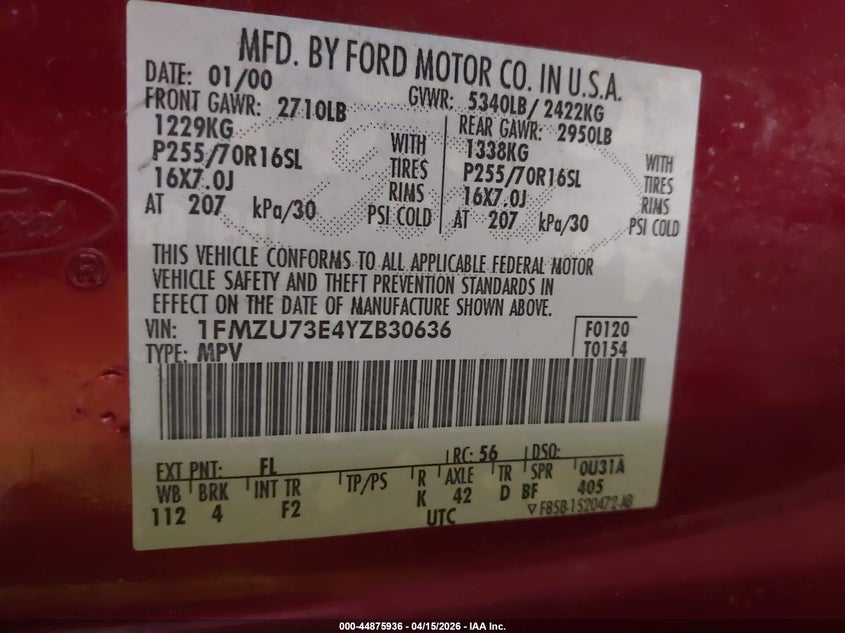 MFD. BY FORD MOTOR CO. IN U.S.A.
DATE: 01/00 GVWR: 5340LB/ 2422KG
FRONT GAWR: 2710LB REAR GAWR: 2950LB
1229KG WITH 1338KG WITH
P255/70R16SL TIRES P255/70R16SL TIRES
16X7.0J RIMS 16X7.0J RIMS
AT 207 kPa/30 PSI COLD AT 207 kPa/30 PSI COLD
THIS VEHICLE CONFORMS TO ALL APPLICABLE FEDERAL MOTOR
VEHICLE SAFETY AND THEFT PREVENTION STANDARDS IN
EFFECT ON THE DATE OF MANUFACTURE SHOWN ABOVE.
VIN: 1FMZU73E4YZB30636 F0120
TYPE: MPV T0154
EXT PNT: FL RC: 56 DSO:
WB BRK INT TR TP/PS R AXLE TR SPR 0U31A
112 4 F2 K 42 D BF 405
UTC ▽ F85B-1520472-AB
Ford
®
000-44875936 - 04/15/2026 - IAA Inc.